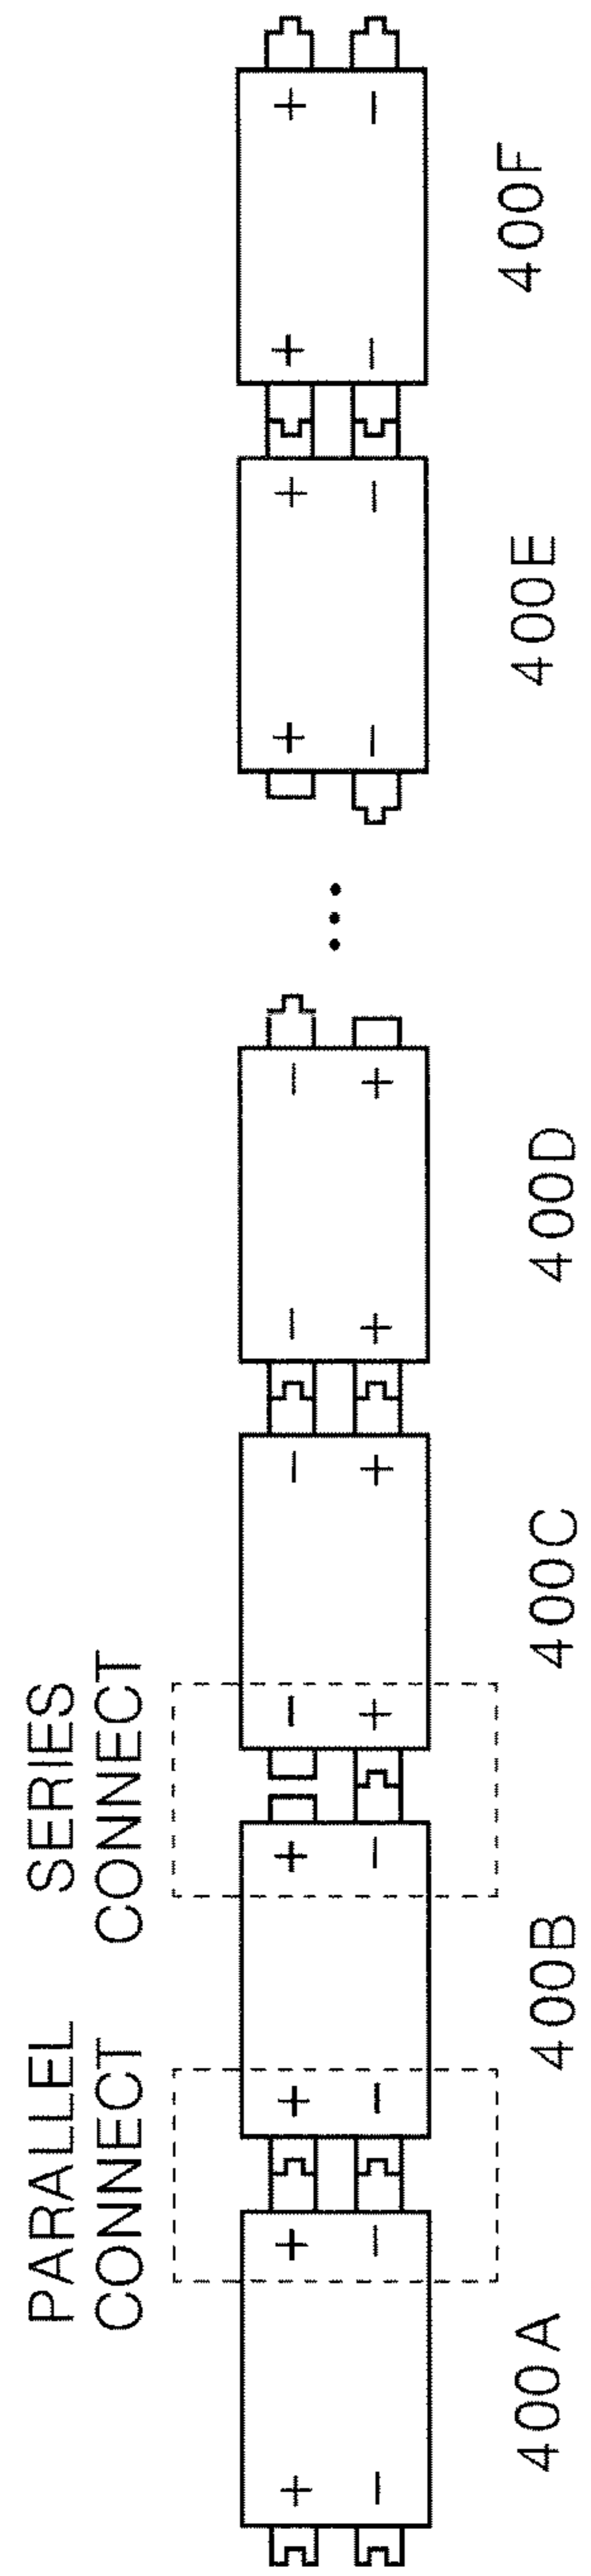 PARALLEL
CONNECT
SERIES
CONNECT
+ + + + − − − − + + + +
− − − − + + + + − − − −
...
400A
400B
400C
400D
400E
400F